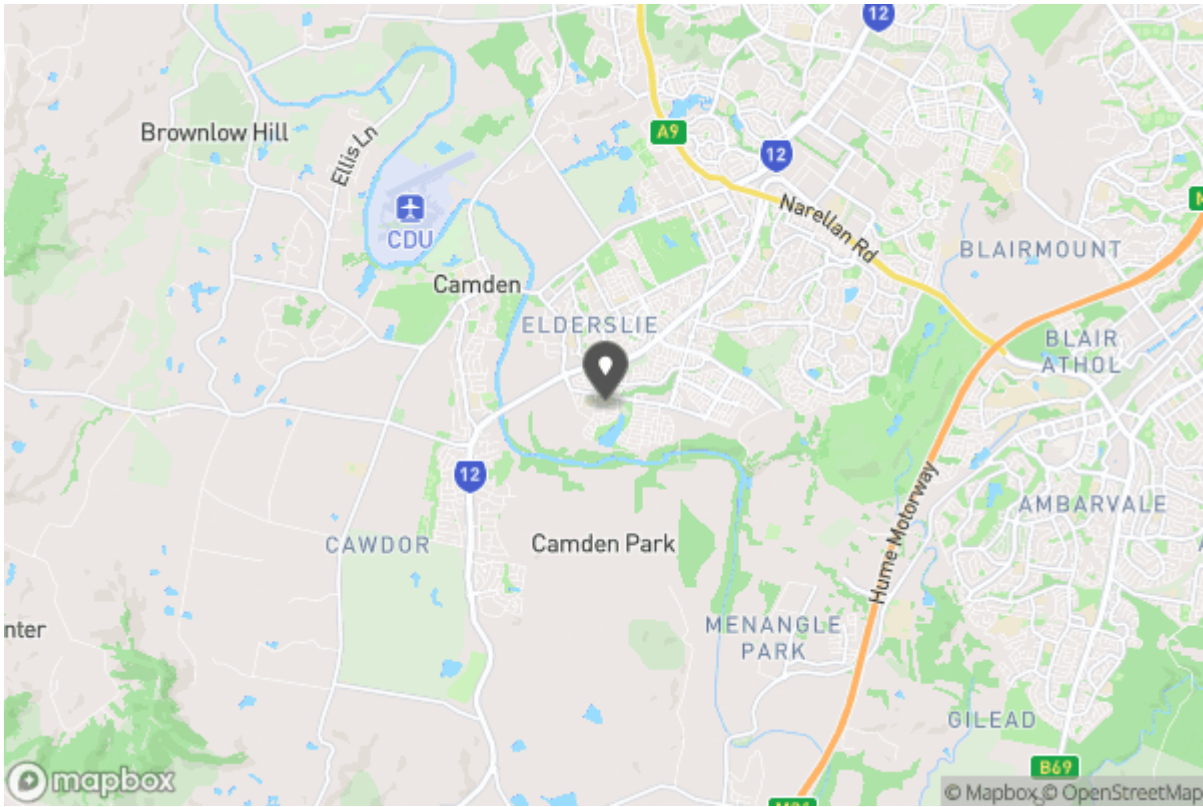 12
A9
12
Brownlow Hill
Ellis Ln
Narellan Rd
BLAIRMOUNT
CDU
Camden
ELDERSLIE
BLAIR
ATHOL
12
AMBARVALE
Hume Motorway
CAWDOR
Camden Park
nter
MENANGLE
PARK
GILEAD
B69
mapbox
© Mapbox © OpenStreetMap